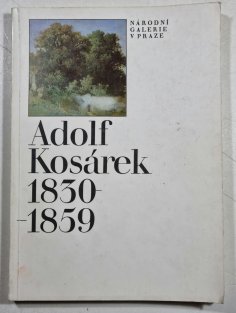 NÁRODNÍ
GALERIE
V PRAZE
Adolf
Kosárek
1830-
-1859